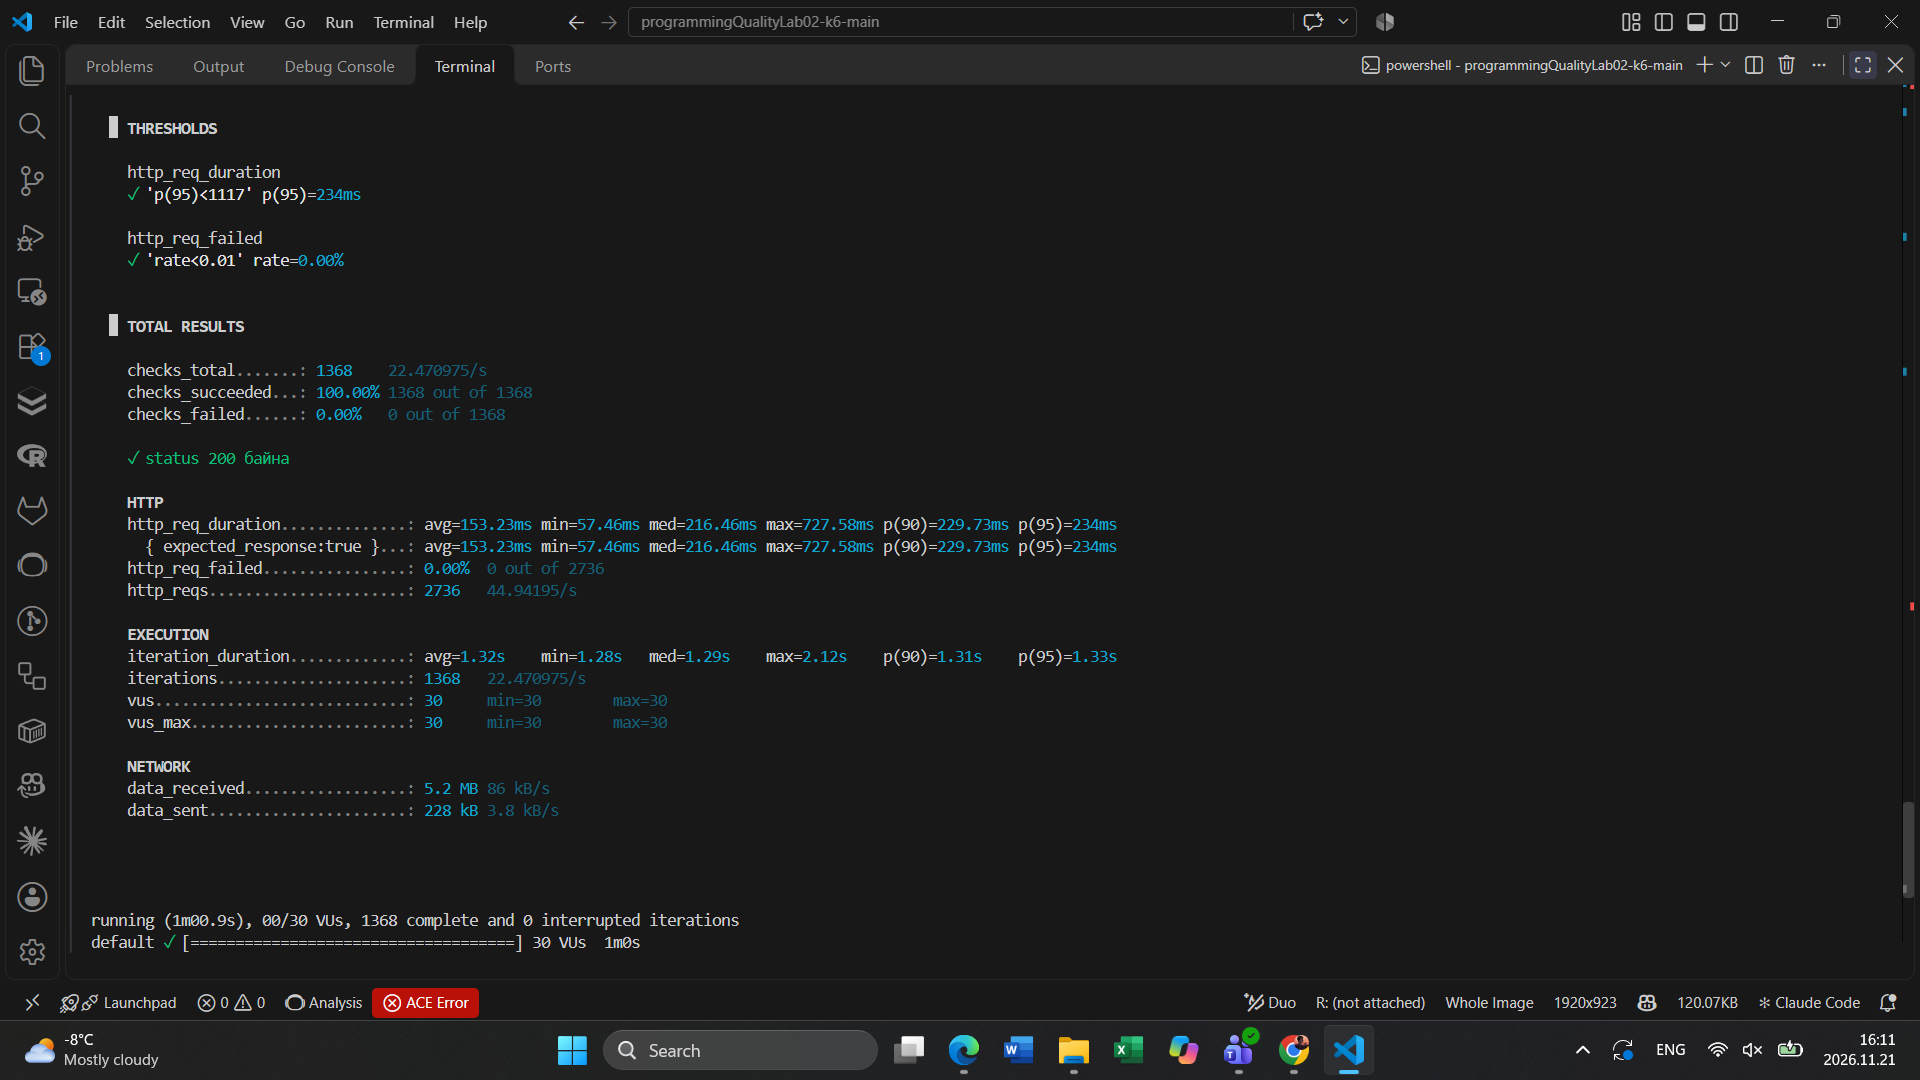 File Edit Selection View Go Run Terminal Help
programmingQualityLab02-k6-main
Problems Output Debug Console Terminal Ports
powershell - programmingQualityLab02-k6-main
THRESHOLDS
http_req_duration
✓ 'p(95)<1117' p(95)=234ms
http_req_failed
✓ 'rate<0.01' rate=0.00%
TOTAL RESULTS
checks_total.......: 1368 22.470975/s
checks_succeeded...: 100.00% 1368 out of 1368
checks_failed......: 0.00% 0 out of 1368
✓ status 200 байна
HTTP
http_req_duration..............: avg=153.23ms min=57.46ms med=216.46ms max=727.58ms p(90)=229.73ms p(95)=234ms
{ expected_response:true }...: avg=153.23ms min=57.46ms med=216.46ms max=727.58ms p(90)=229.73ms p(95)=234ms
http_req_failed................: 0.00% 0 out of 2736
http_reqs......................: 2736 44.94195/s
EXECUTION
iteration_duration.............: avg=1.32s min=1.28s med=1.29s max=2.12s p(90)=1.31s p(95)=1.33s
iterations.....................: 1368 22.470975/s
vus............................: 30 min=30 max=30
vus_max........................: 30 min=30 max=30
NETWORK
data_received..................: 5.2 MB 86 kB/s
data_sent......................: 228 kB 3.8 kB/s
running (1m00.9s), 00/30 VUs, 1368 complete and 0 interrupted iterations
default ✓ [====================================] 30 VUs 1m0s
1
Launchpad 0 0 Analysis ACE Error
Duo R: (not attached) Whole Image 1920x923 120.07KB Claude Code
-8°C
Mostly cloudy
Search
ENG
16:11
2026.11.21